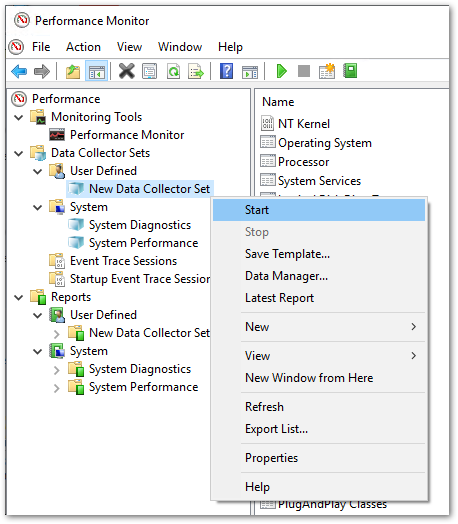 Performance Monitor
File Action View Window Help
Performance
Monitoring Tools
Performance Monitor
Data Collector Sets
User Defined
New Data Collector Set
System
System Diagnostics
System Performance
Event Trace Sessions
Startup Event Trace Session
Reports
User Defined
New Data Collector Set
System
System Diagnostics
System Performance
Name
NT Kernel
Operating System
Processor
System Services
Start
Stop
Save Template...
Data Manager...
Latest Report
New
View
New Window from Here
Refresh
Export List...
Properties
Help
PlugAndPlay Classes